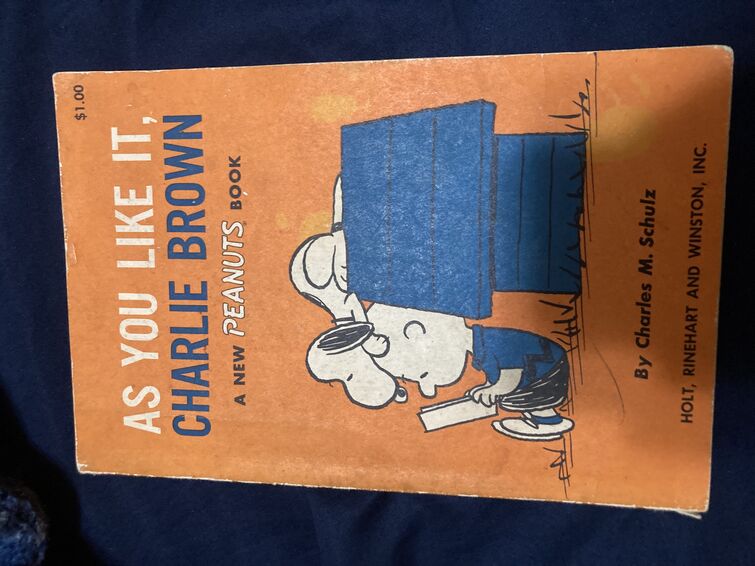 $1.00
AS YOU LIKE IT,
CHARLIE BROWN
A NEW PEANUTS® BOOK
By Charles M. Schulz
HOLT, RINEHART AND WINSTON, INC.